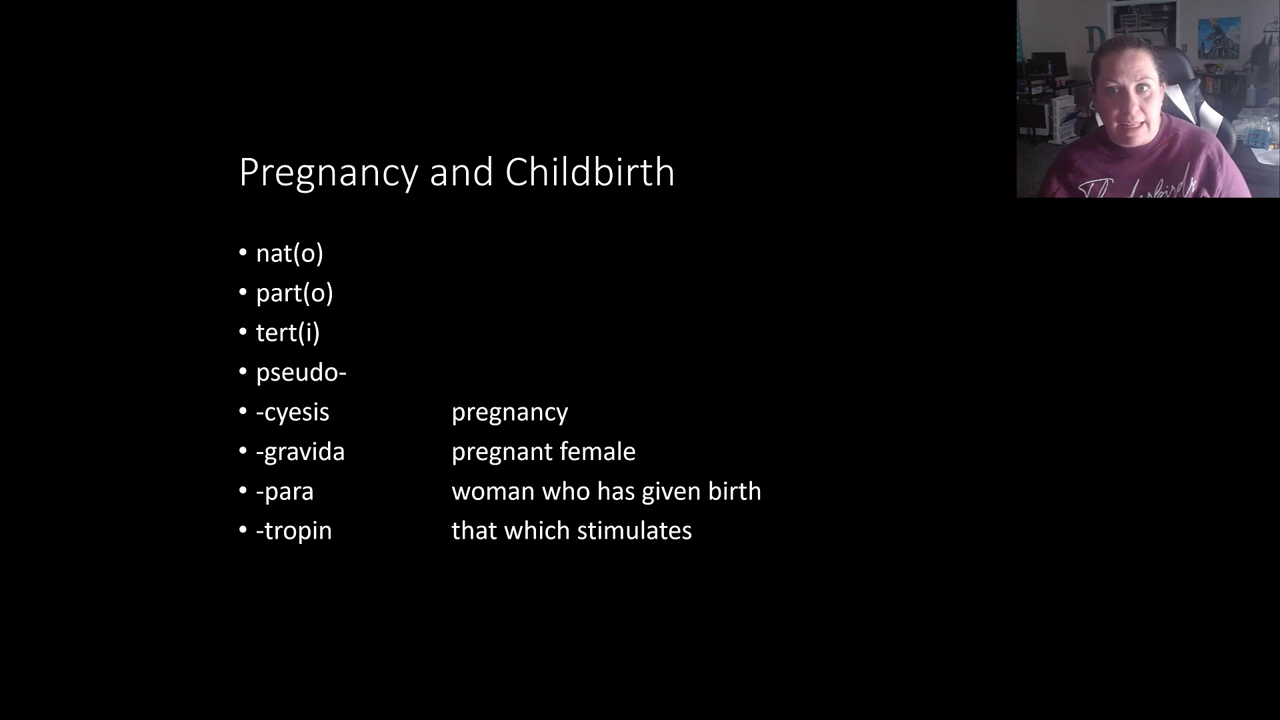 Pregnancy and Childbirth
• nat(o)
• part(o)
• tert(i)
• pseudo-
• -cyesis pregnancy
• -gravida pregnant female
• -para woman who has given birth
• -tropin that which stimulates
Thunderbirds